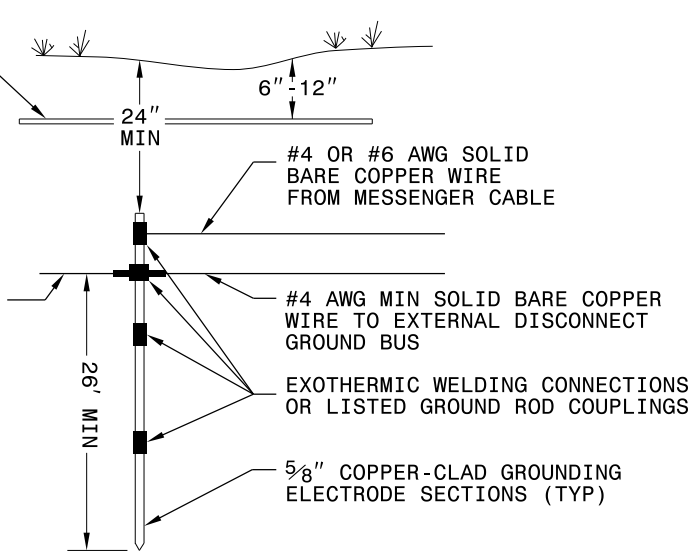 6"-12"
24"
MIN
#4 OR #6 AWG SOLID
BARE COPPER WIRE
FROM MESSENGER CABLE
#4 AWG MIN SOLID BARE COPPER
WIRE TO EXTERNAL DISCONNECT
GROUND BUS
26' MIN
EXOTHERMIC WELDING CONNECTIONS
OR LISTED GROUND ROD COUPLINGS
5/8" COPPER-CLAD GROUNDING
ELECTRODE SECTIONS (TYP)